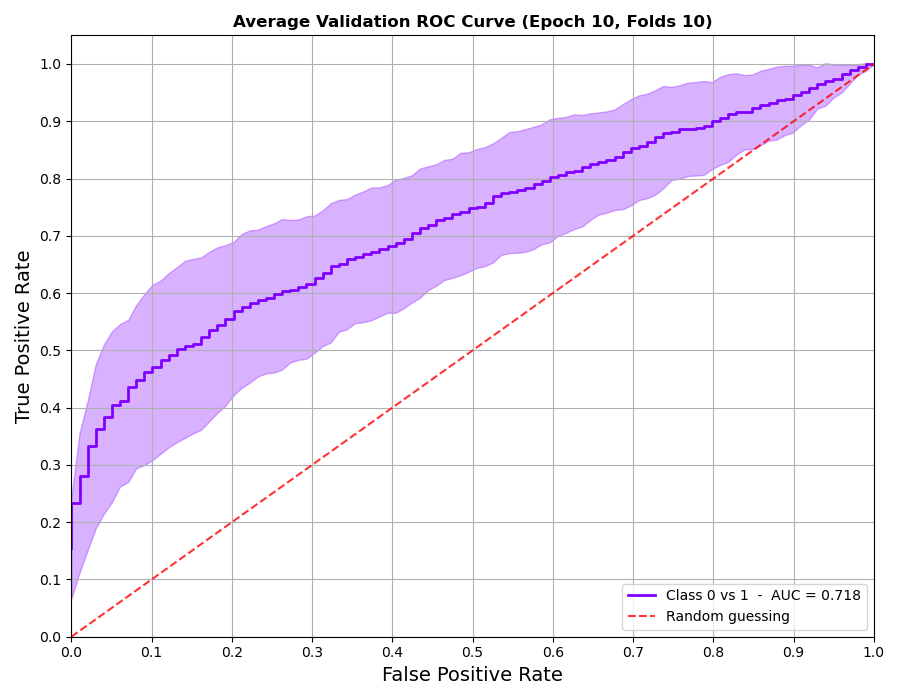 Average Validation ROC Curve (Epoch 10, Folds 10)
True Positive Rate
1.0
0.9
0.8
0.7
0.6
0.5
0.4
0.3
0.2
0.1
0.0
Class 0 vs 1 - AUC = 0.718
Random guessing
0.0 0.1 0.2 0.3 0.4 0.5 0.6 0.7 0.8 0.9 1.0
False Positive Rate